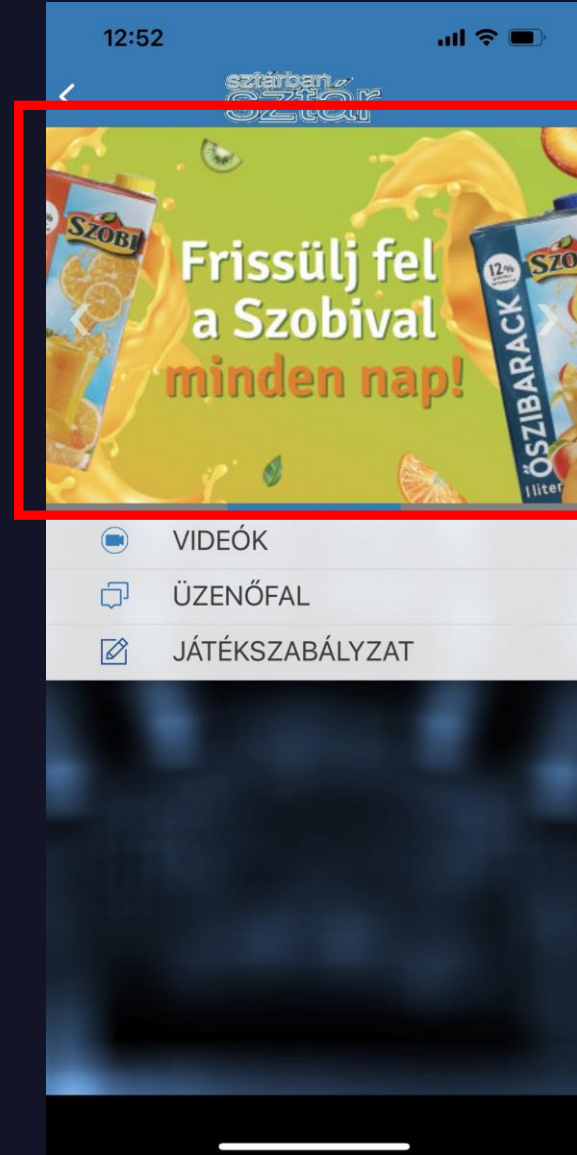 12:52
sztárban
sztár
Frissülj fel
a Szobival
minden nap!
SZOBI
12%
SZO
ŐSZIBARACK
1 liter
VIDEÓK
ÜZENŐFAL
JÁTÉKSZABÁLYZAT